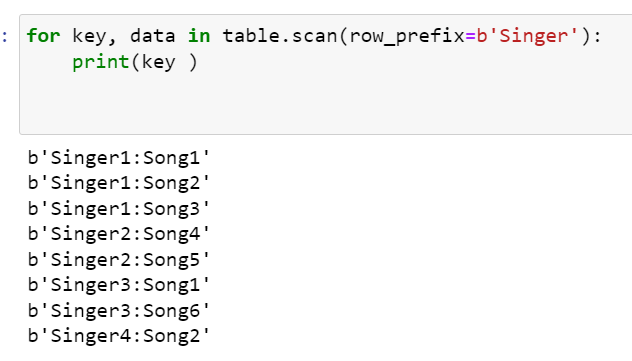 : for key, data in table.scan(row_prefix=b'Singer'):
    print(key )
b'Singer1:Song1'
b'Singer1:Song2'
b'Singer1:Song3'
b'Singer2:Song4'
b'Singer2:Song5'
b'Singer3:Song1'
b'Singer3:Song6'
b'Singer4:Song2'